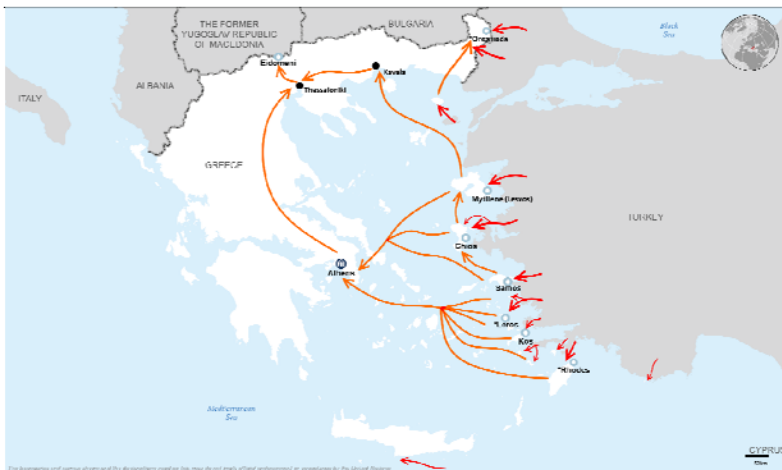 THE FORMER
YUGOSLAV REPUBLIC
OF MACEDONIA
BULGARIA
Black
Sea
Eidomeni
Kavala
Thessaloniki
ALBANIA
ITALY
GREECE
Mytilene (Lesvos)
TURKEY
Chios
Athens
Samos
*Leros
Kos
*Rhodes
Mediterranean
Sea
CYPRUS